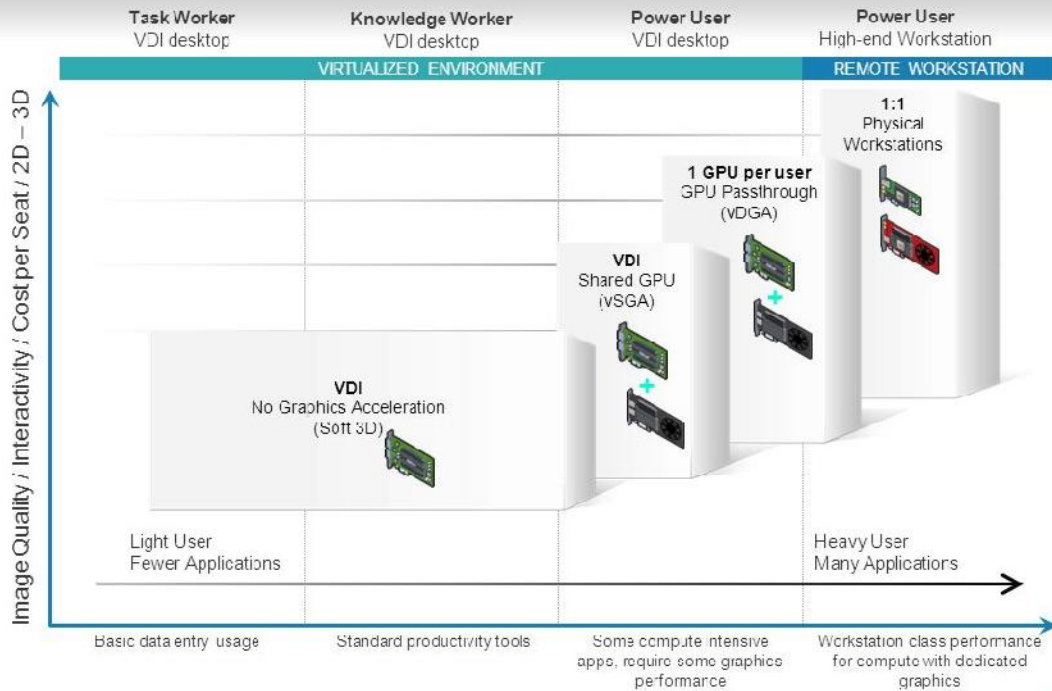 Task Worker
VDI desktop
Knowledge Worker
VDI desktop
Power User
VDI desktop
Power User
High-end Workstation
VIRTUALIZED ENVIRONMENT
REMOTE WORKSTATION
Image Quality / Interactivity / Cost per Seat / 2D – 3D
1:1
Physical
Workstations
1 GPU per user
GPU Passthrough
(vDGA)
VDI
Shared GPU
(vSGA)
VDI
No Graphics Acceleration
(Soft 3D)
Light User
Fewer Applications
Heavy User
Many Applications
Basic data entry usage
Standard productivity tools
Some compute intensive
apps, require some graphics
performance
Workstation class performance
for compute with dedicated
graphics